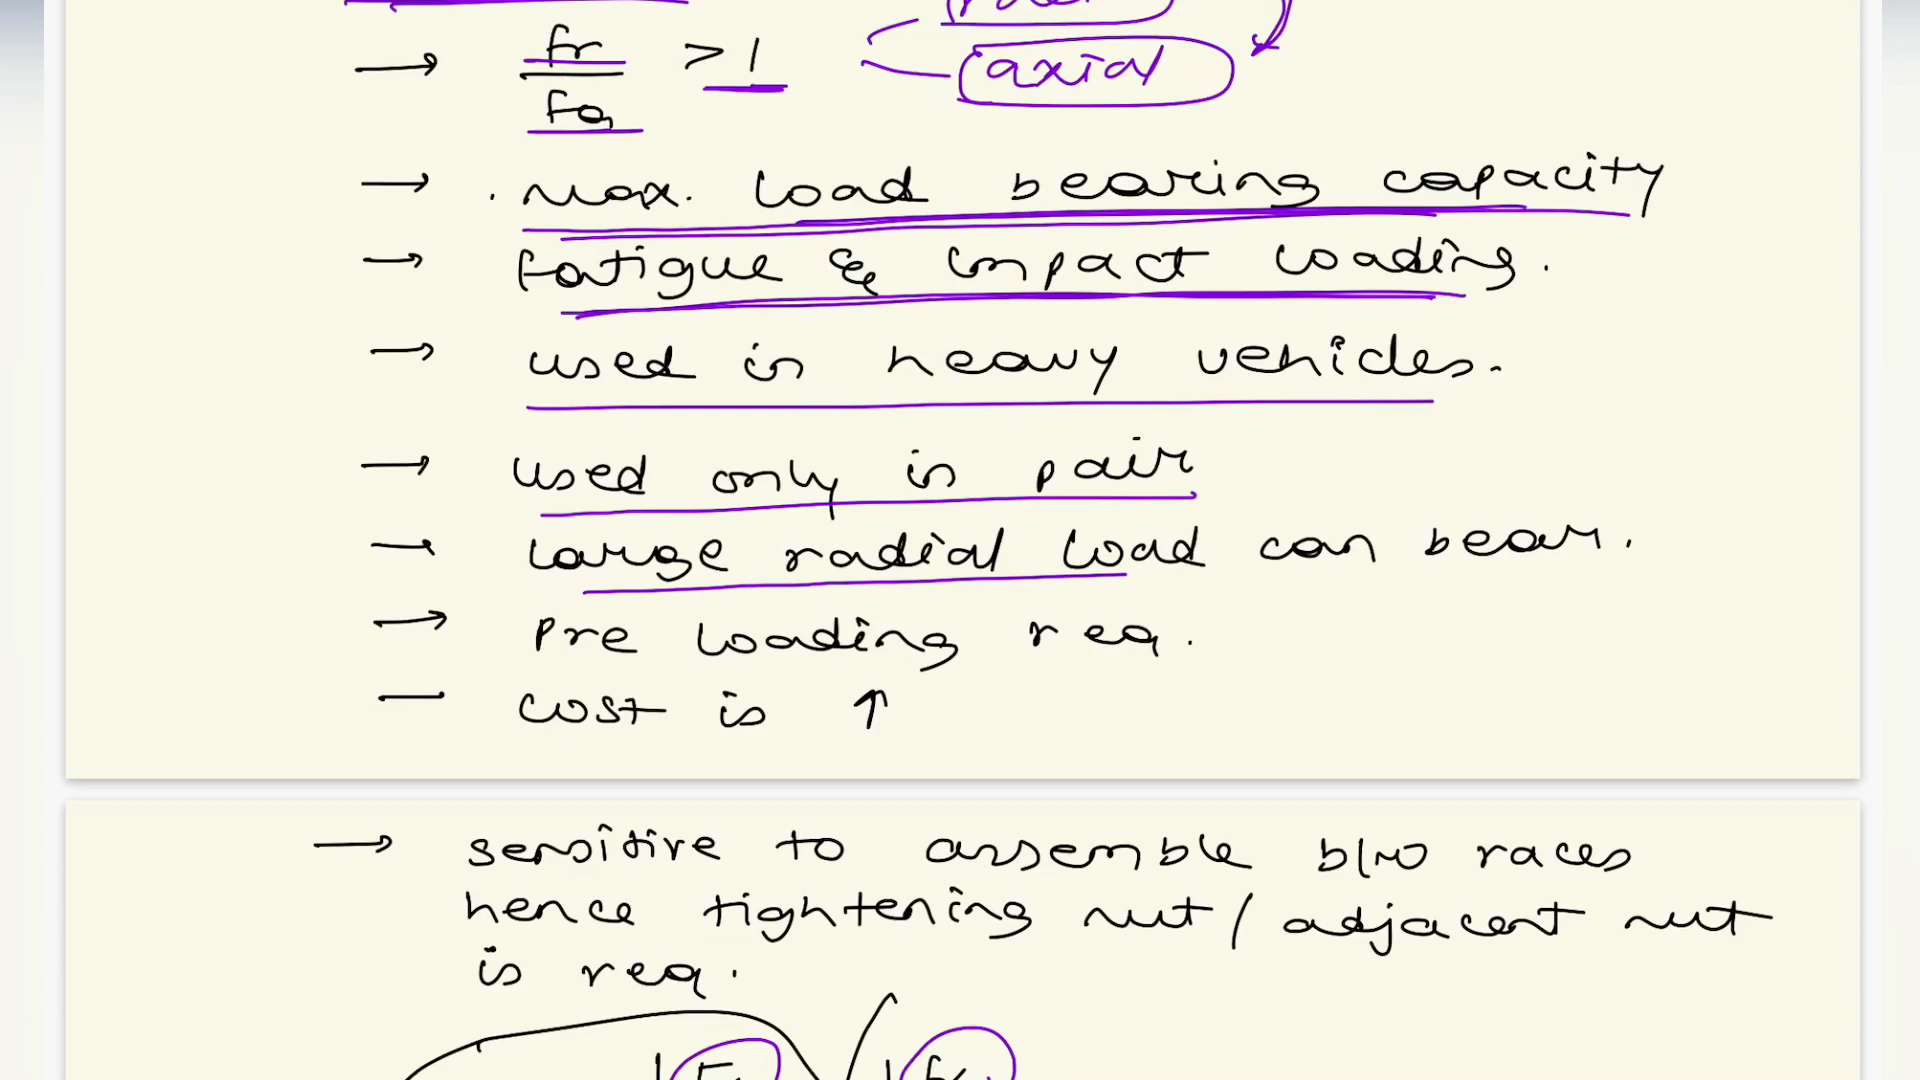 → fr / fa > 1 axial
→ . Max. load bearing capacity
→ fatigue & impact loading.
→ used in heavy vehicles.
→ used only in pair
→ large radial load can bear.
→ Pre loading req.
— cost is ↑
→ sensitive to assemble b/w races
hence tightening nut/ adjacent nut
is req.